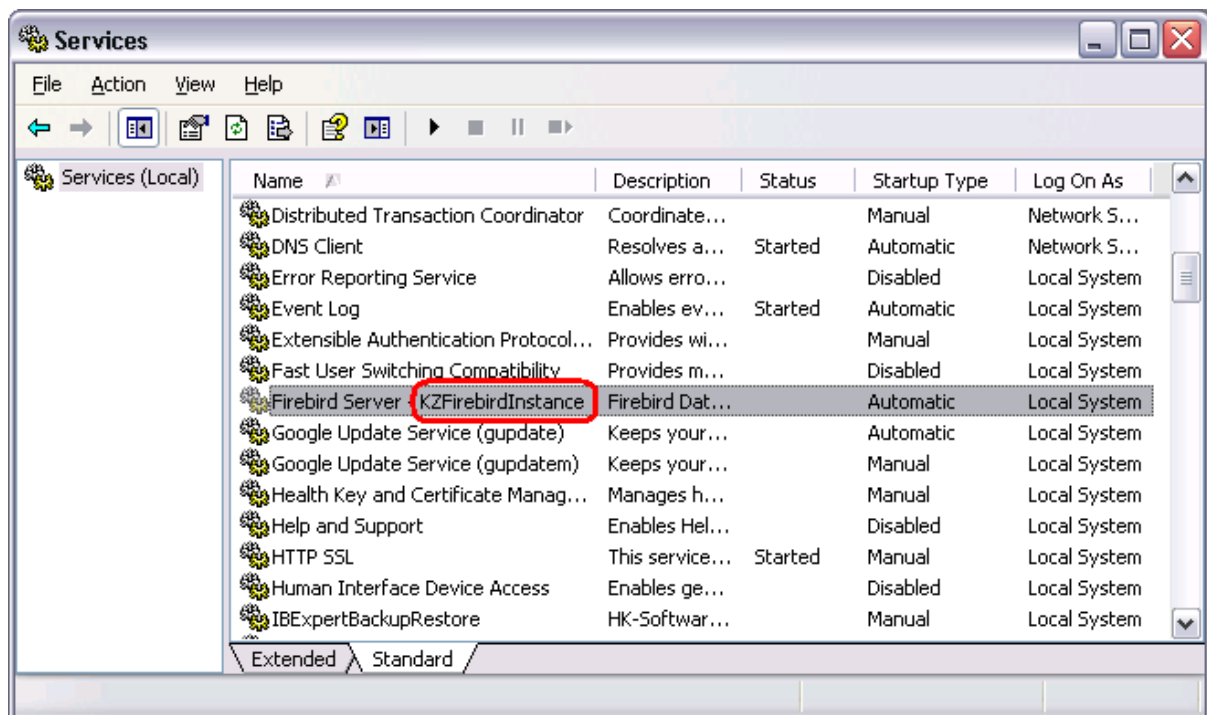 Services
File Action View Help
Services (Local)
Name Description Status Startup Type Log On As
Distributed Transaction Coordinator Coordinate... Manual Network S...
DNS Client Resolves a... Started Automatic Network S...
Error Reporting Service Allows erro... Disabled Local System
Event Log Enables ev... Started Automatic Local System
Extensible Authentication Protocol... Provides wi... Manual Local System
Fast User Switching Compatibility Provides m... Disabled Local System
Firebird Server - KZFirebirdInstance Firebird Dat... Automatic Local System
Google Update Service (gupdate) Keeps your... Automatic Local System
Google Update Service (gupdatem) Keeps your... Manual Local System
Health Key and Certificate Manag... Manages h... Manual Local System
Help and Support Enables Hel... Disabled Local System
HTTP SSL This service... Started Manual Local System
Human Interface Device Access Enables ge... Disabled Local System
IBExpertBackupRestore HK-Softwar... Manual Local System
Extended Standard